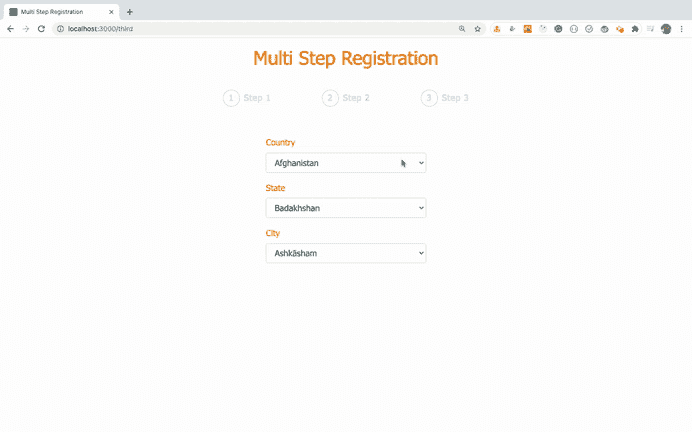 Multi Step Registration
localhost:3000/third
Multi Step Registration
1 Step 1 2 Step 2 3 Step 3
Country
Afghanistan
State
Badakhshan
City
Ashkāsham